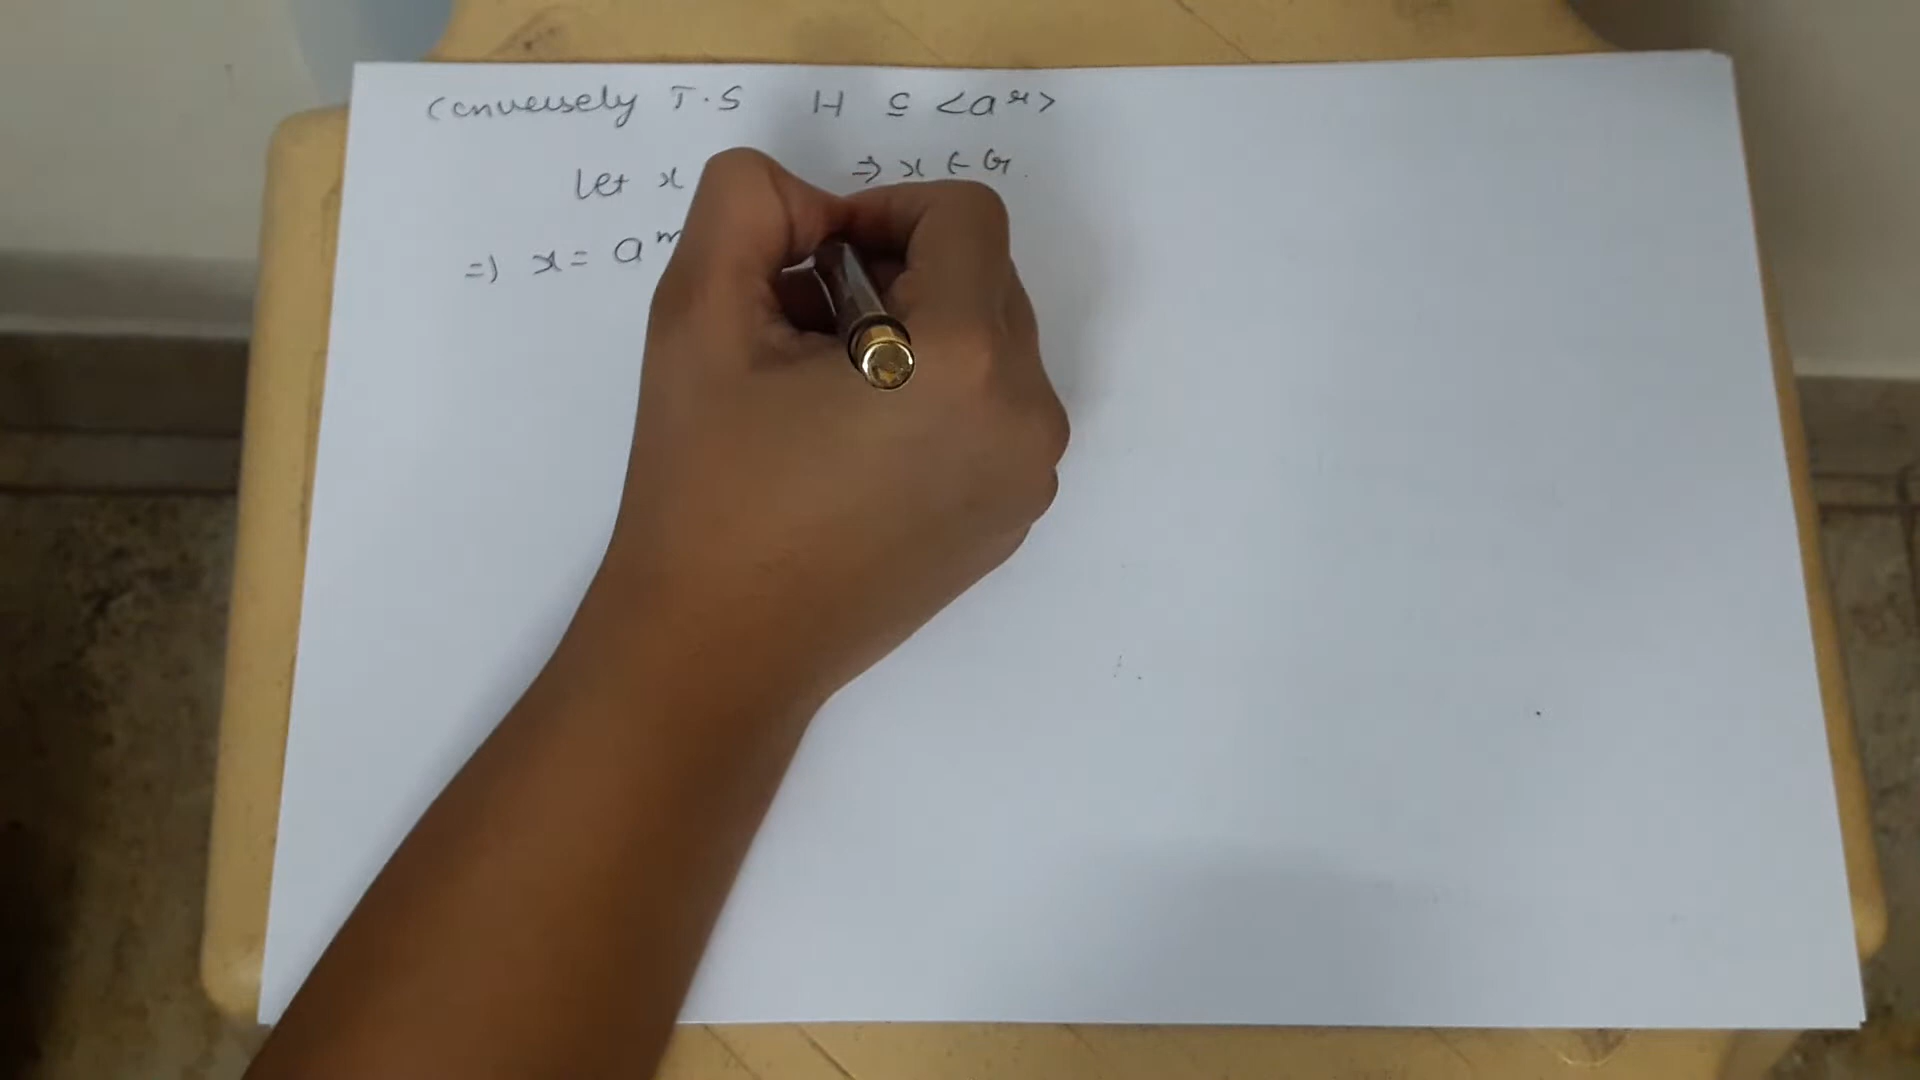 Conversely T.S H ⊆ <a^r>
Let x ⇒ x ∈ G.
⇒ x = a^m